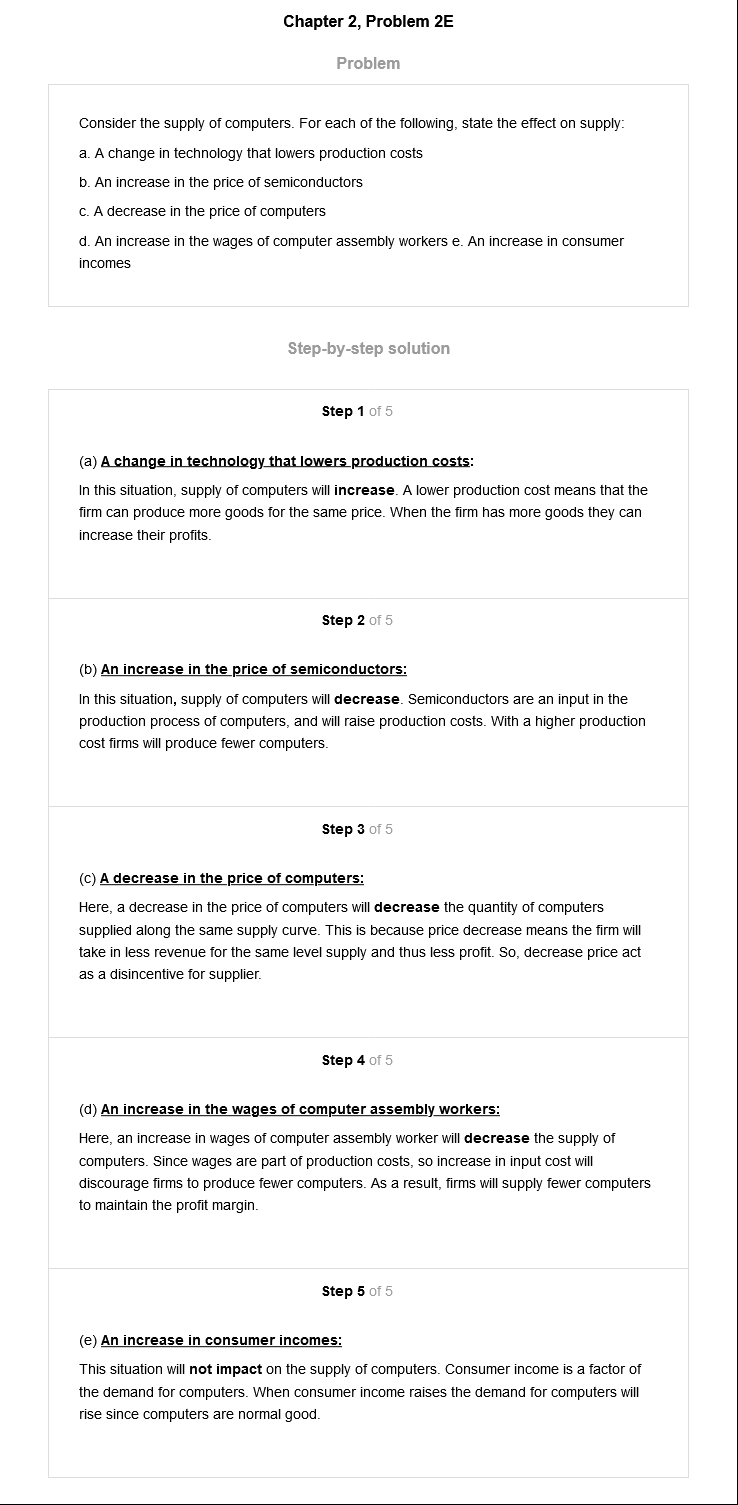 Chapter 2, Problem 2E
Problem
Consider the supply of computers. For each of the following, state the effect on supply:
a. A change in technology that lowers production costs
b. An increase in the price of semiconductors
c. A decrease in the price of computers
d. An increase in the wages of computer assembly workers e. An increase in consumer
incomes
Step-by-step solution
Step 1 of 5
(a) A change in technology that lowers production costs:
In this situation, supply of computers will increase. A lower production cost means that the
firm can produce more goods for the same price. When the firm has more goods they can
increase their profits.
Step 2 of 5
(b) An increase in the price of semiconductors:
In this situation, supply of computers will decrease. Semiconductors are an input in the
production process of computers, and will raise production costs. With a higher production
cost firms will produce fewer computers.
Step 3 of 5
(c) A decrease in the price of computers:
Here, a decrease in the price of computers will decrease the quantity of computers
supplied along the same supply curve. This is because price decrease means the firm will
take in less revenue for the same level supply and thus less profit. So, decrease price act
as a disincentive for supplier.
Step 4 of 5
(d) An increase in the wages of computer assembly workers:
Here, an increase in wages of computer assembly worker will decrease the supply of
computers. Since wages are part of production costs, so increase in input cost will
discourage firms to produce fewer computers. As a result, firms will supply fewer computers
to maintain the profit margin.
Step 5 of 5
(e) An increase in consumer incomes:
This situation will not impact on the supply of computers. Consumer income is a factor of
the demand for computers. When consumer income raises the demand for computers will
rise since computers are normal good.